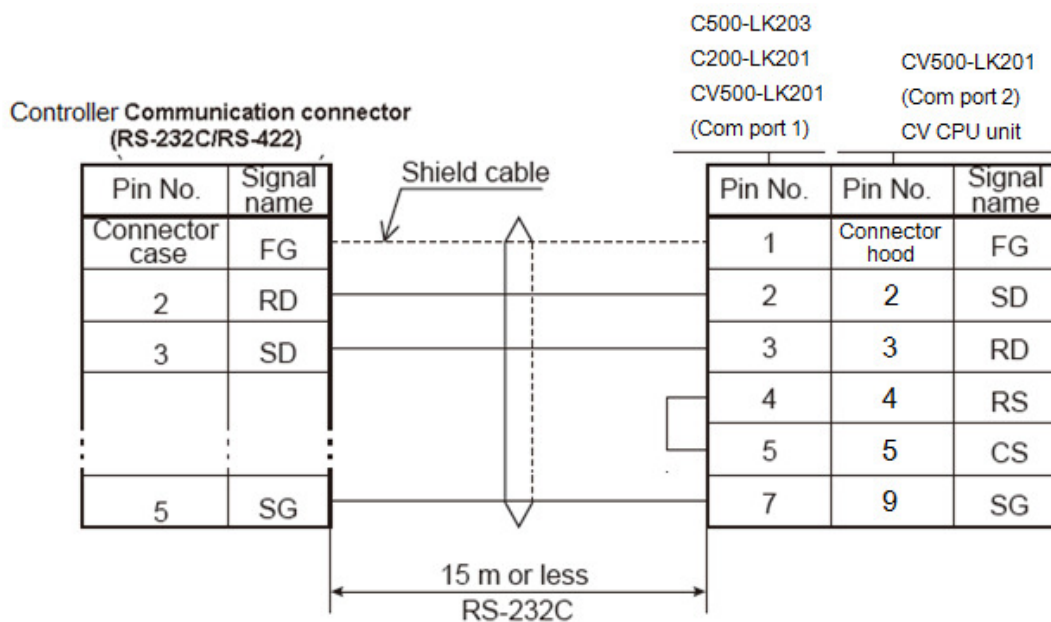 C500-LK203
C200-LK201
CV500-LK201
(Com port 1)
CV500-LK201
(Com port 2)
CV CPU unit
Controller Communication connector
(RS-232C/RS-422)
Pin No. Signal name
Connector case FG
2 RD
3 SD
5 SG
Shield cable
Pin No. Pin No. Signal name
1 Connector hood FG
2 2 SD
3 3 RD
4 4 RS
5 5 CS
7 9 SG
15 m or less
RS-232C